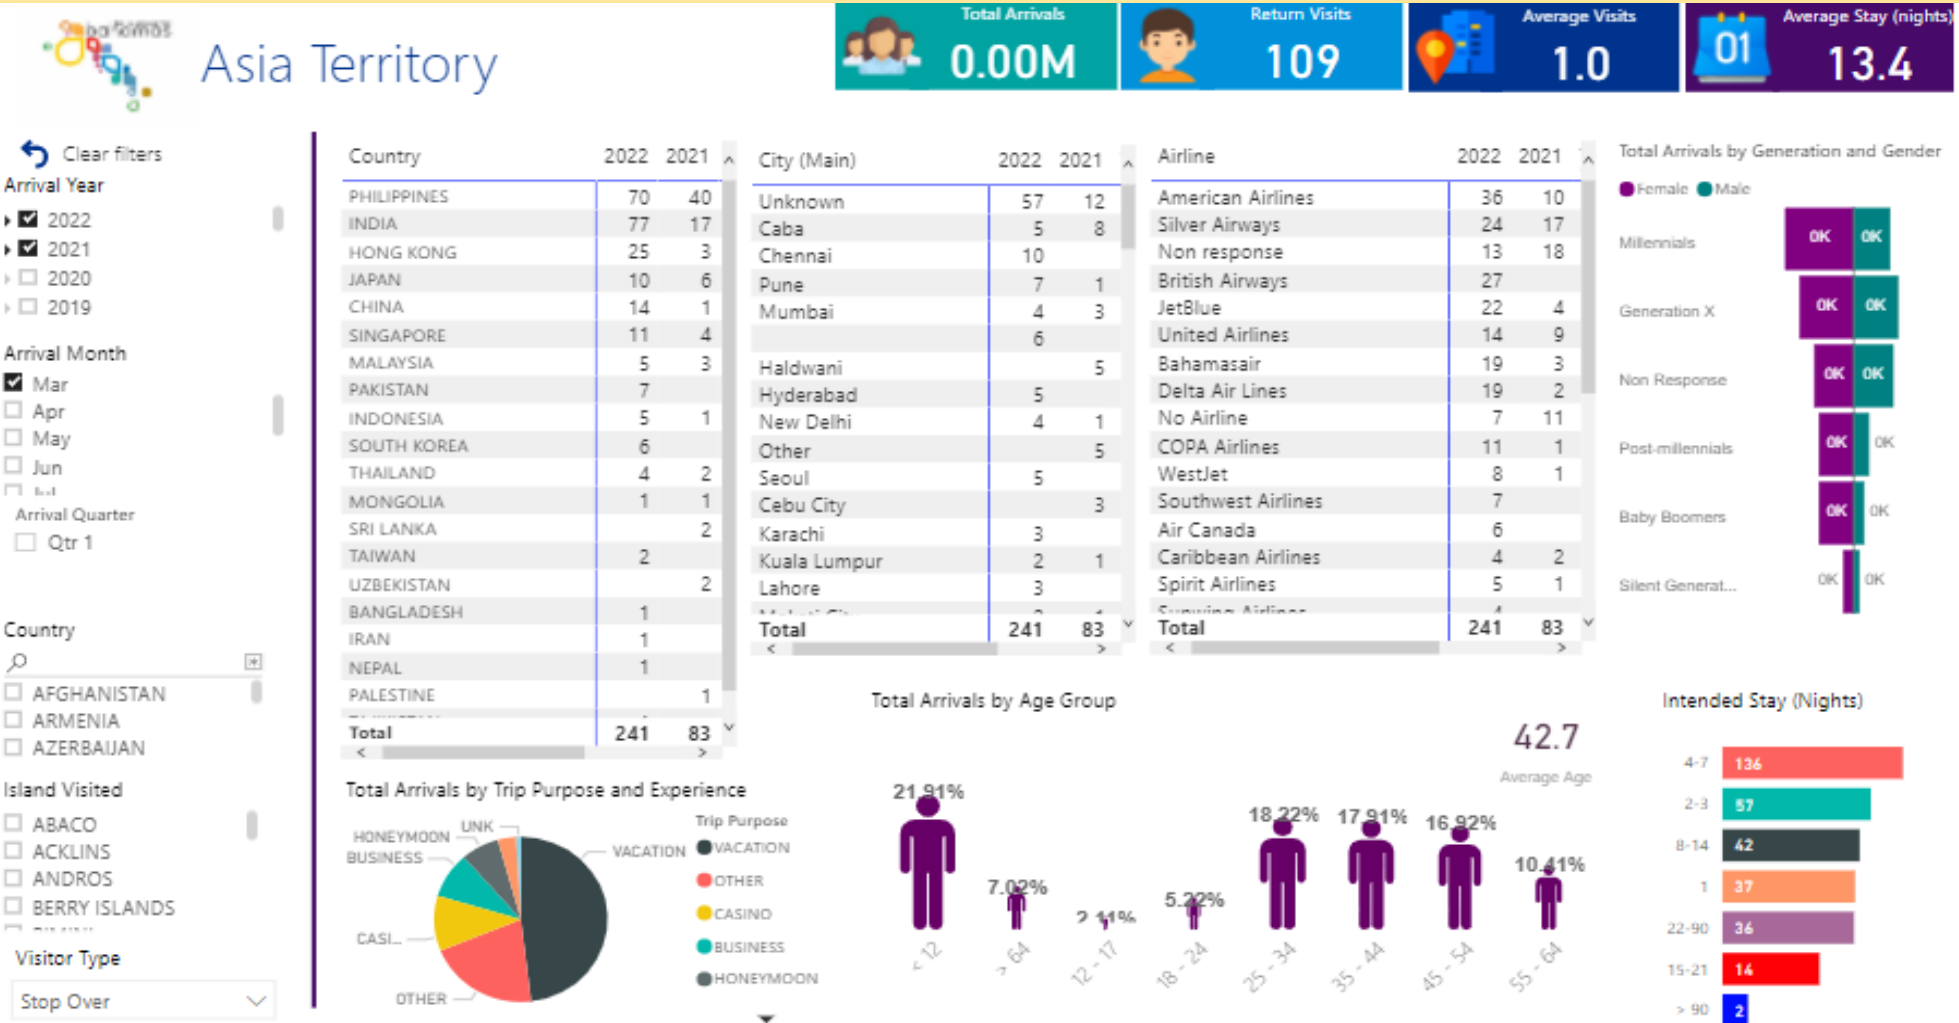 Asia Territory
Total Arrivals
0.00M
Return Visits
109
Average Visits
1.0
01
Average Stay (nights)
13.4
Clear filters
Arrival Year
2022
2021
2020
2019
Arrival Month
Mar
Apr
May
Jun
Arrival Quarter
Qtr 1
Country
AFGHANISTAN
ARMENIA
AZERBAIJAN
Island Visited
ABACO
ACKLINS
ANDROS
BERRY ISLANDS
Visitor Type
Stop Over
Country 2022 2021
PHILIPPINES 70 40
INDIA 77 17
HONG KONG 25 3
JAPAN 10 6
CHINA 14 1
SINGAPORE 11 4
MALAYSIA 5 3
PAKISTAN 7
INDONESIA 5 1
SOUTH KOREA 6
THAILAND 4 2
MONGOLIA 1 1
SRI LANKA 2
TAIWAN 2
UZBEKISTAN 2
BANGLADESH 1
IRAN 1
NEPAL 1
PALESTINE 1
Total 241 83
City (Main) 2022 2021
Unknown 57 12
Caba 5 8
Chennai 10
Pune 7 1
Mumbai 4 3
6
Haldwani 5
Hyderabad 5
New Delhi 4 1
Other 5
Seoul 5
Cebu City 3
Karachi 3
Kuala Lumpur 2 1
Lahore 3
Total 241 83
Airline 2022 2021
American Airlines 36 10
Silver Airways 24 17
Non response 13 18
British Airways 27
JetBlue 22 4
United Airlines 14 9
Bahamasair 19 3
Delta Air Lines 19 2
No Airline 7 11
COPA Airlines 11 1
WestJet 8 1
Southwest Airlines 7
Air Canada 6
Caribbean Airlines 4 2
Spirit Airlines 5 1
Total 241 83
Total Arrivals by Generation and Gender
Female Male
Millennials 0K 0K
Generation X 0K 0K
Non Response 0K 0K
Post-millennials 0K 0K
Baby Boomers 0K 0K
Silent Generat... 0K 0K
Total Arrivals by Trip Purpose and Experience
UNK
HONEYMOON
BUSINESS
CASI...
OTHER
VACATION
Trip Purpose
VACATION
OTHER
CASINO
BUSINESS
HONEYMOON
Total Arrivals by Age Group
42.7
Average Age
21.91% 7.02% 2.11% 5.22% 18.22% 17.91% 16.92% 10.41%
< 12 > 64 12 - 17 18 - 24 25 - 34 35 - 44 45 - 54 55 - 64
Intended Stay (Nights)
4-7 136
2-3 57
8-14 42
1 37
22-90 36
15-21 14
> 90 2